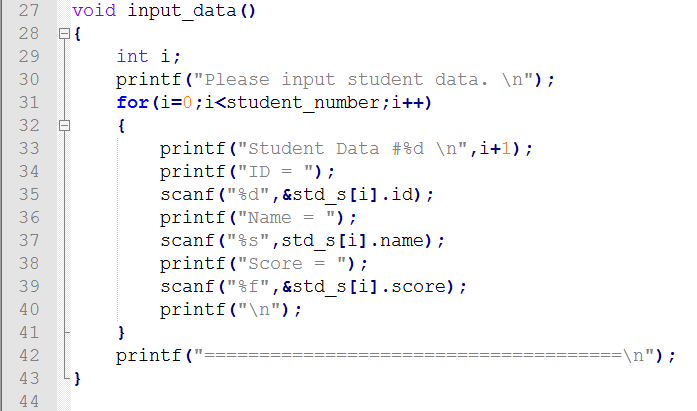 27 void input_data()
28 {
29 int i;
30 printf("Please input student data. \n");
31 for(i=0;i<student_number;i++)
32 {
33 printf("Student Data #%d \n",i+1);
34 printf("ID = ");
35 scanf("%d",&std_s[i].id);
36 printf("Name = ");
37 scanf("%s",std_s[i].name);
38 printf("Score = ");
39 scanf("%f",&std_s[i].score);
40 printf("\n");
41 }
42 printf("======================================\n");
43 }
44